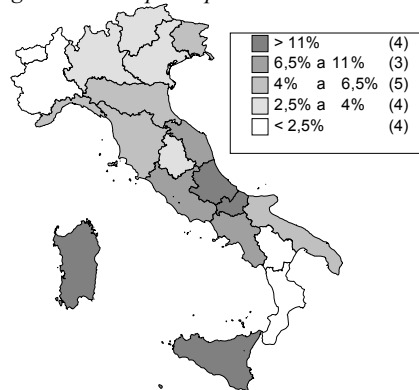 > 11% (4)
6,5% a 11% (3)
4% a 6,5% (5)
2,5% a 4% (4)
< 2,5% (4)